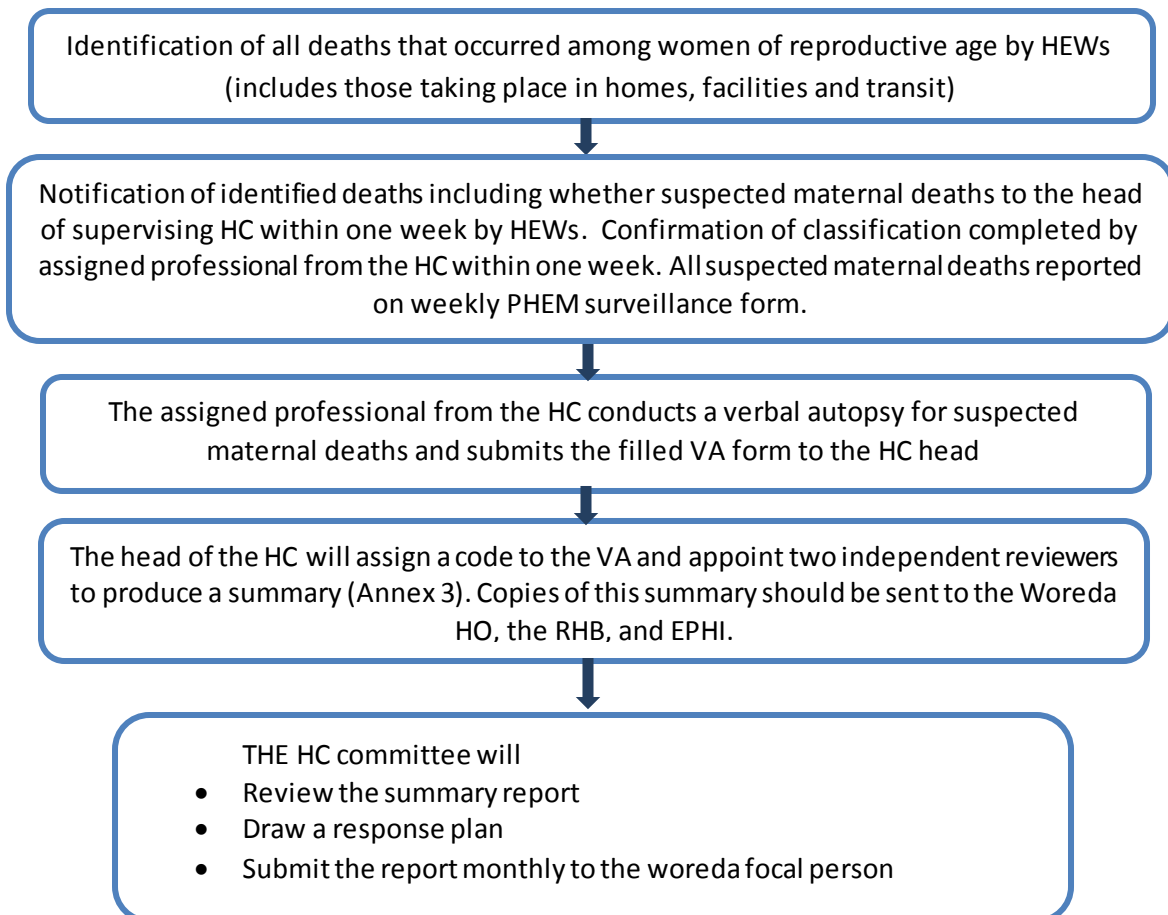 Identification of all deaths that occurred among women of reproductive age by HEWs
(includes those taking place in homes, facilities and transit)
Notification of identified deaths including whether suspected maternal deaths to the head
of supervising HC within one week by HEWs. Confirmation of classification completed by
assigned professional from the HC within one week. All suspected maternal deaths reported
on weekly PHEM surveillance form.
The assigned professional from the HC conducts a verbal autopsy for suspected
maternal deaths and submits the filled VA form to the HC head
The head of the HC will assign a code to the VA and appoint two independent reviewers
to produce a summary (Annex 3). Copies of this summary should be sent to the Woreda
HO, the RHB, and EPHI.
THE HC committee will
• Review the summary report
• Draw a response plan
• Submit the report monthly to the woreda focal person